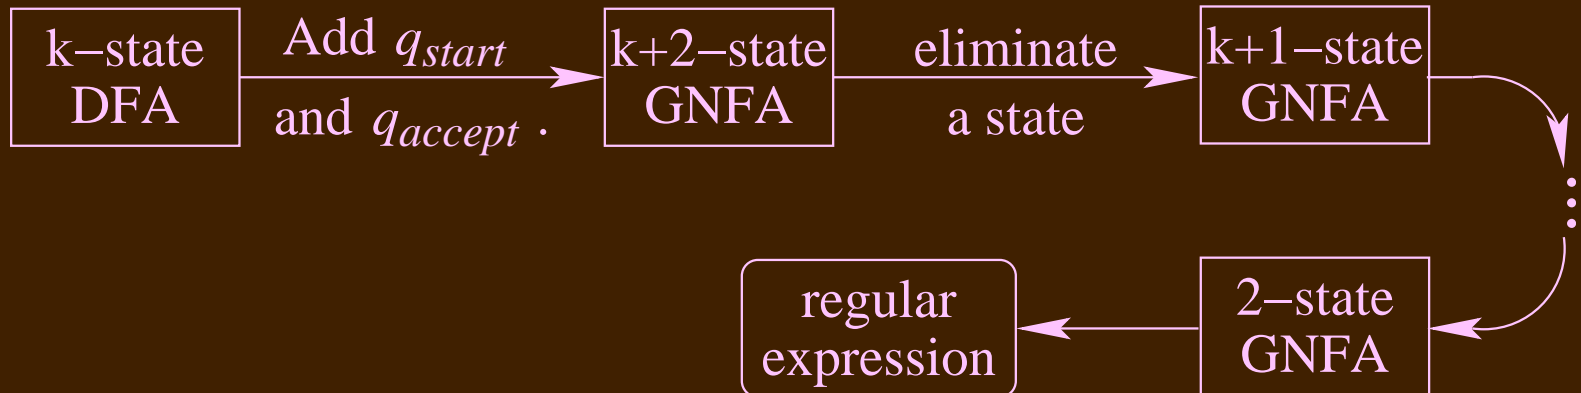 k–state
DFA
Add q_start
and q_accept .
k+2–state
GNFA
eliminate
a state
k+1–state
GNFA
2–state
GNFA
regular
expression